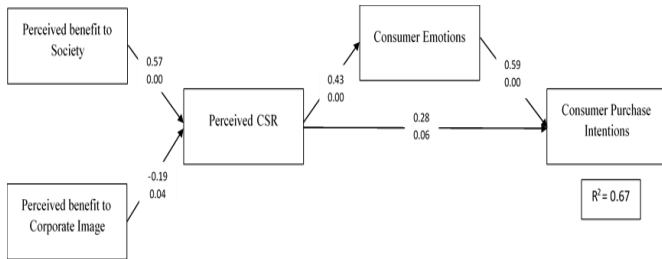 Perceived benefit to
Society
Consumer Emotions
0.57
0.00
0.43
0.00
0.59
0.00
Perceived CSR
0.28
0.06
Consumer Purchase
Intentions
-0.19
0.04
Perceived benefit to
Corporate Image
R² = 0.67